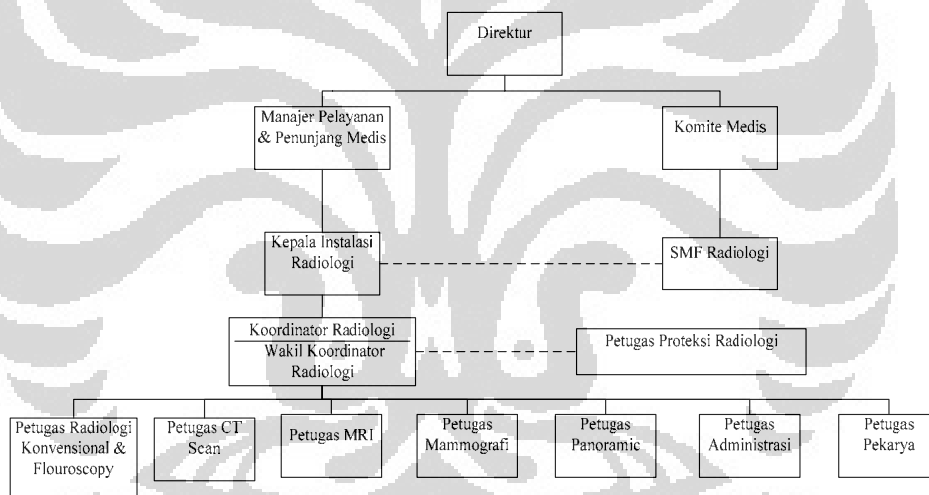 Direktur
Manajer Pelayanan
& Penunjang Medis
Komite Medis
Kepala Instalasi
Radiologi
SMF Radiologi
Koordinator Radiologi
Wakil Koordinator
Radiologi
Petugas Proteksi Radiologi
Petugas Radiologi
Konvensional &
Flouroscopy
Petugas CT
Scan
Petugas MRI
Petugas
Mammografi
Petugas
Panoramic
Petugas
Administrasi
Petugas
Pekarya